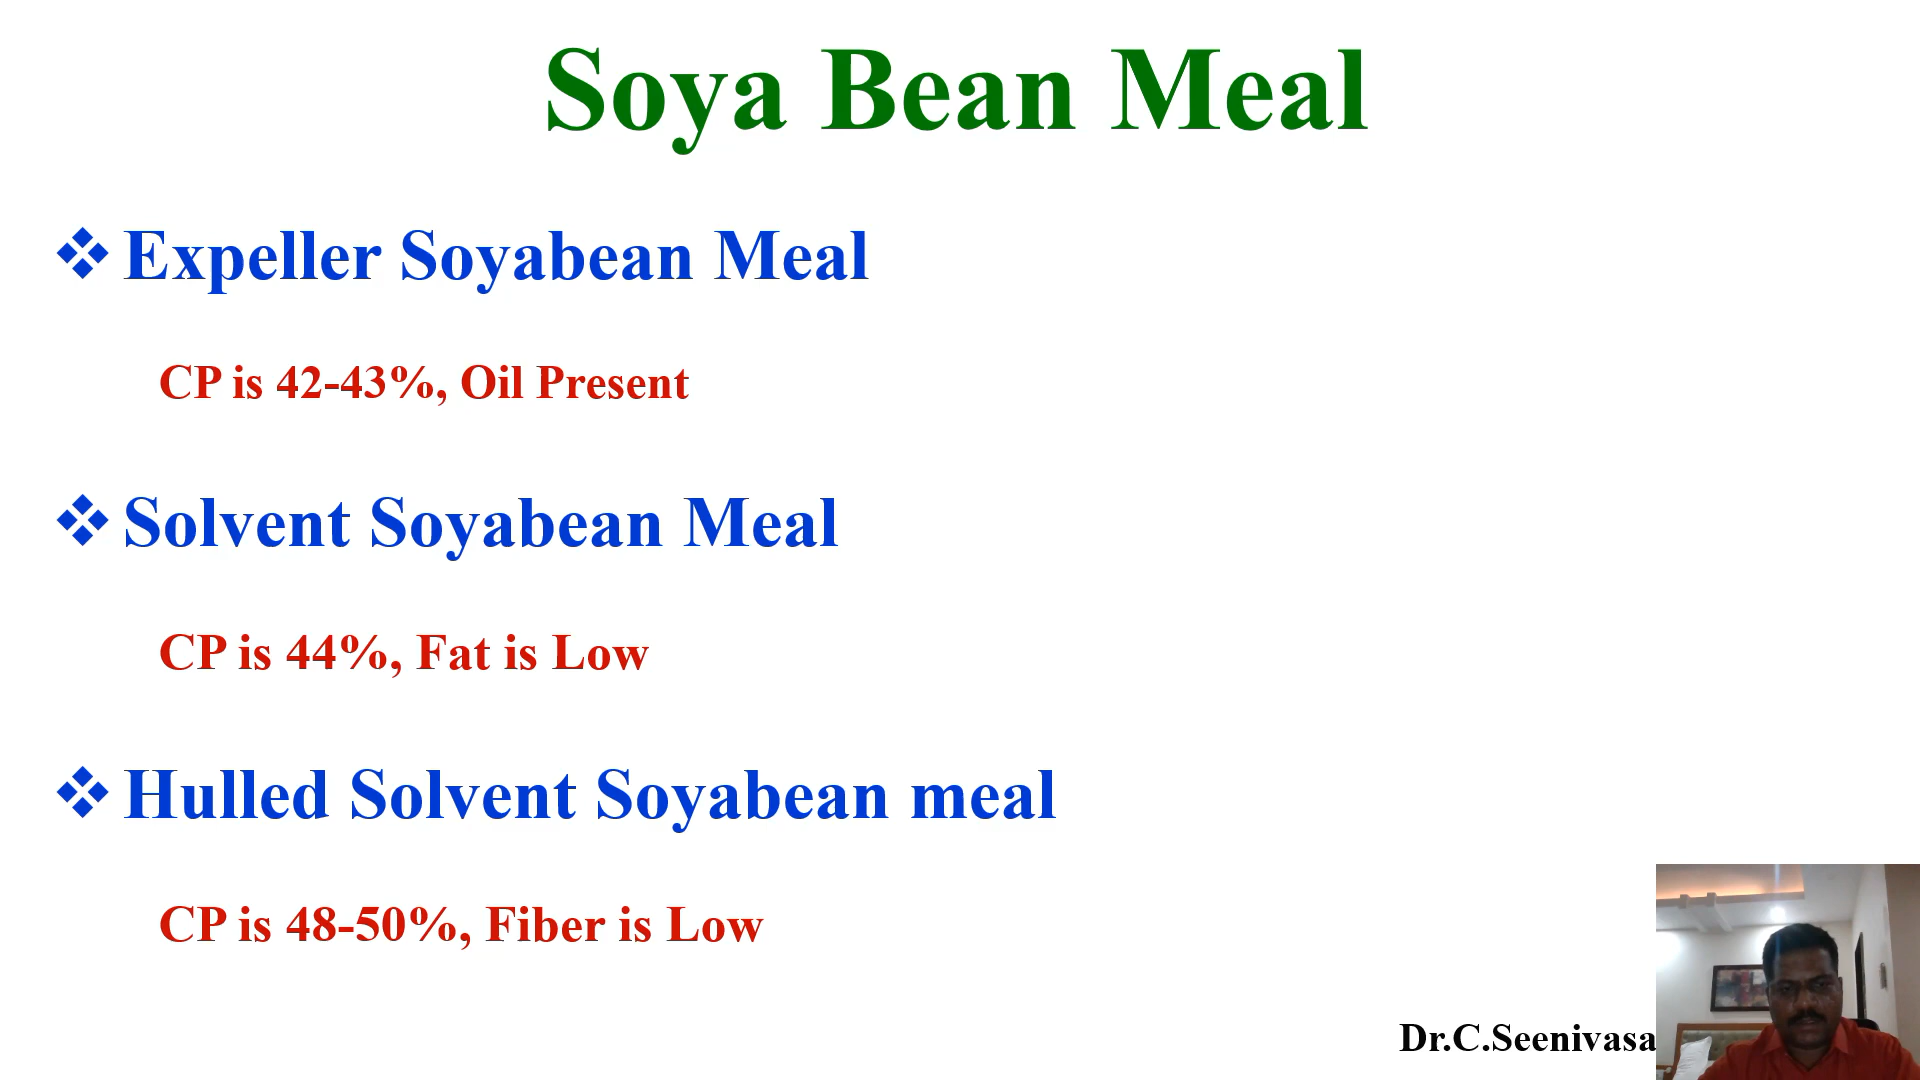 Soya Bean Meal
❖ Expeller Soyabean Meal
CP is 42-43%, Oil Present
❖ Solvent Soyabean Meal
CP is 44%, Fat is Low
❖ Hulled Solvent Soyabean meal
CP is 48-50%, Fiber is Low
Dr.C.Seenivasa